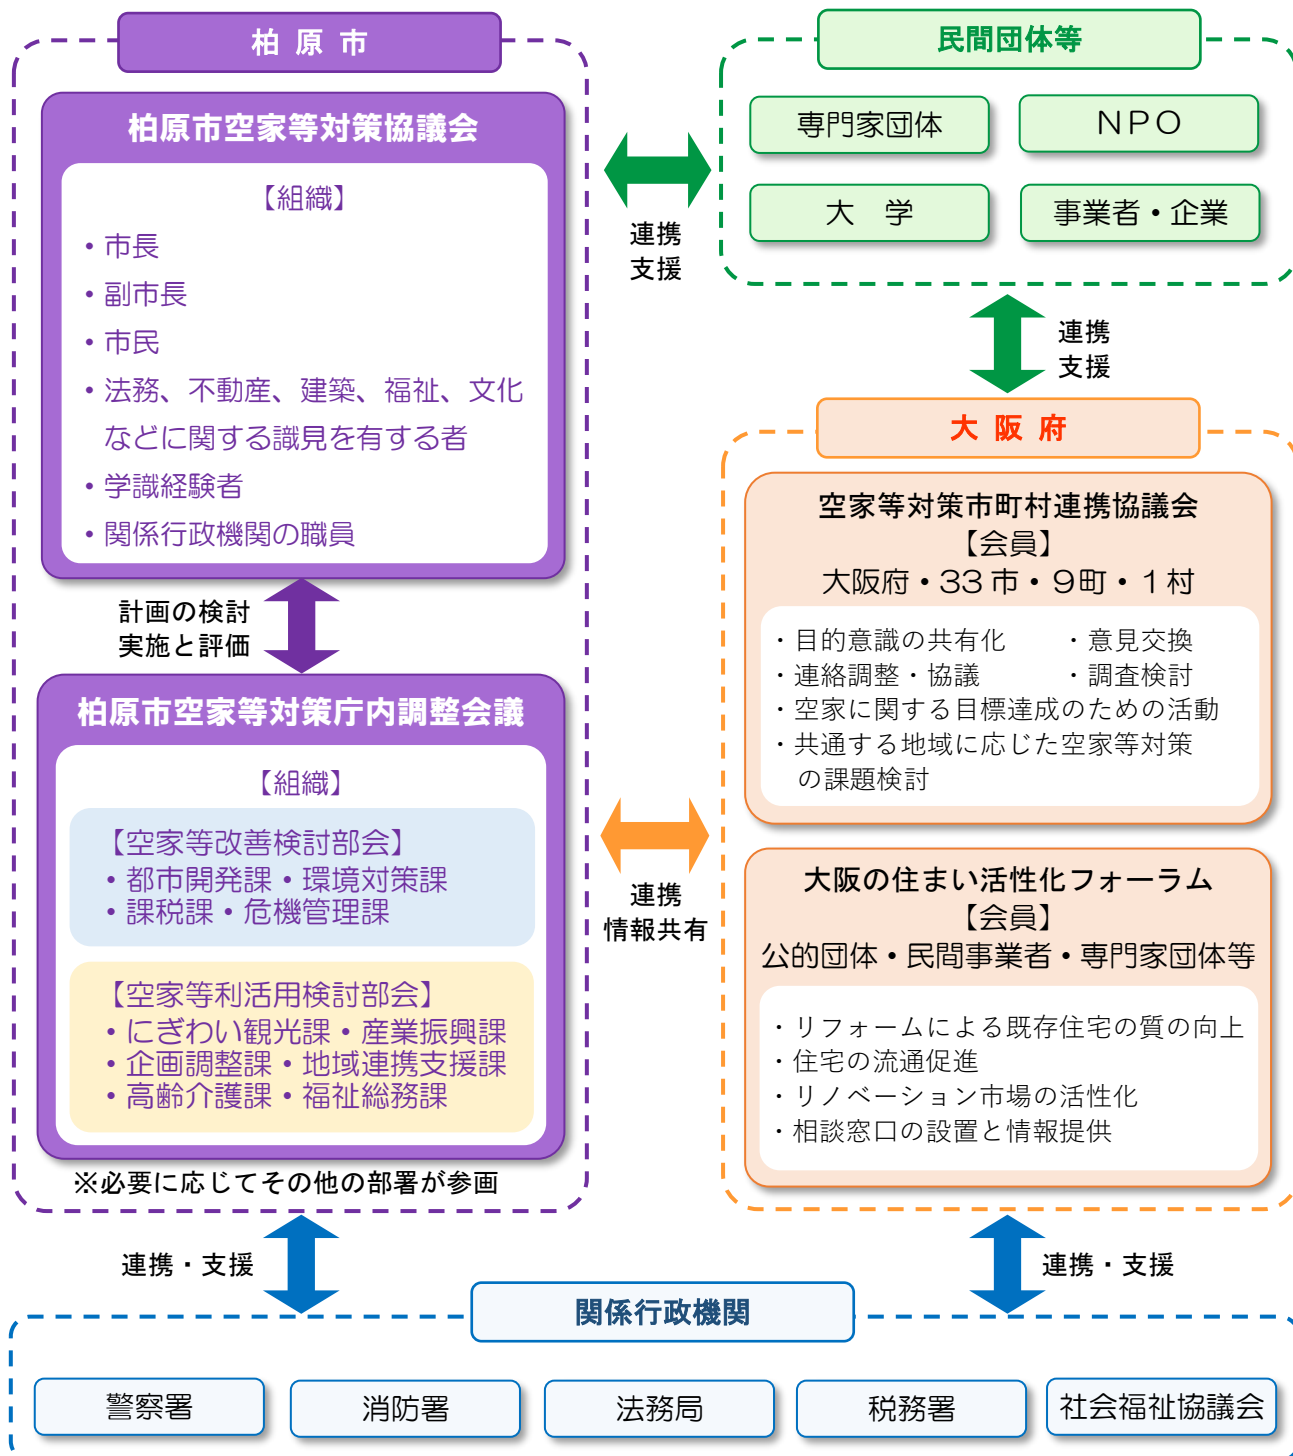 柏原市
柏原市空家等対策協議会
【組織】
・市長
・副市長
・市民
・法務、不動産、建築、福祉、文化
などに関する識見を有する者
・学識経験者
・関係行政機関の職員
計画の検討
実施と評価
柏原市空家等対策庁内調整会議
【組織】
【空家等改善検討部会】
・都市開発課・環境対策課
・課税課・危機管理課
【空家等利活用検討部会】
・にぎわい観光課・産業振興課
・企画調整課・地域連携支援課
・高齢介護課・福祉総務課
※必要に応じてその他の部署が参画
連携
支援
民間団体等
専門家団体
NPO
大 学
事業者・企業
連携
支援
連携
情報共有
大阪府
空家等対策市町村連携協議会
【会員】
大阪府・33市・9町・1村
・目的意識の共有化 ・意見交換
・連絡調整・協議 ・調査検討
・空家に関する目標達成のための活動
・共通する地域に応じた空家等対策
の課題検討
大阪の住まい活性化フォーラム
【会員】
公的団体・民間事業者・専門家団体等
・リフォームによる既存住宅の質の向上
・住宅の流通促進
・リノベーション市場の活性化
・相談窓口の設置と情報提供
連携・支援
連携・支援
関係行政機関
警察署
消防署
法務局
税務署
社会福祉協議会